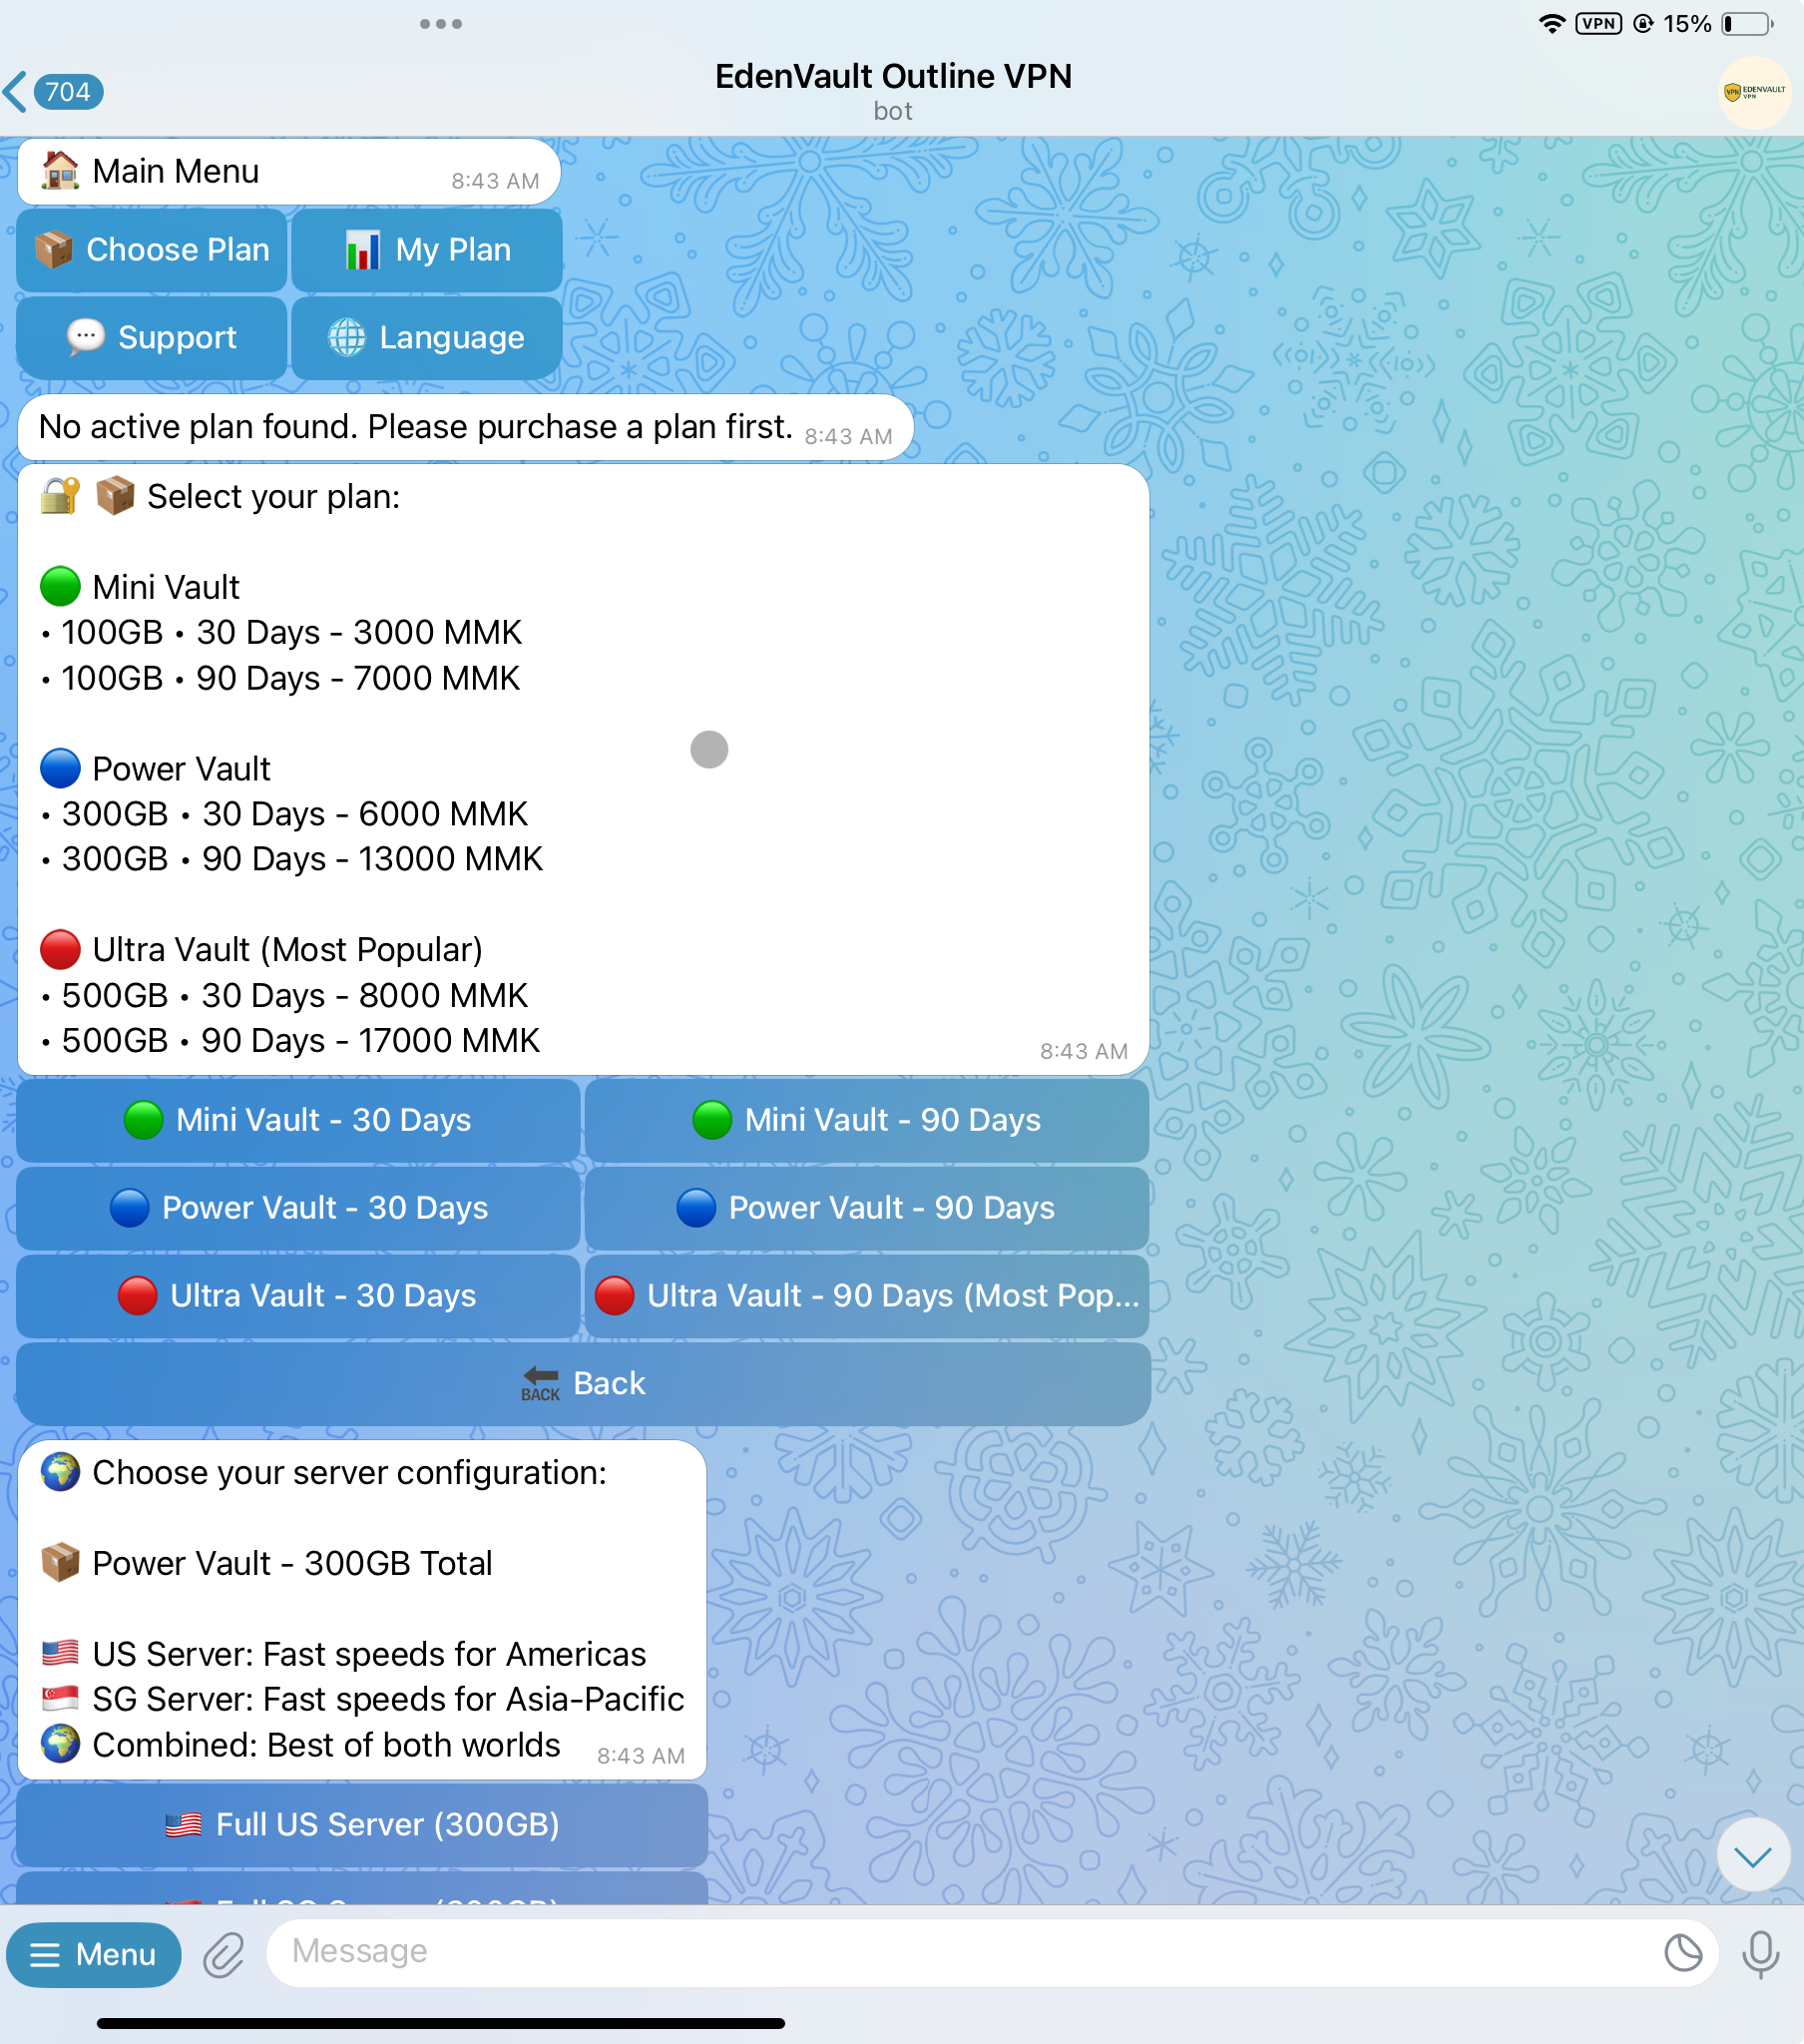 VPN 15%
704
EdenVault Outline VPN
bot
VPN EDENVAULT
VPN
Main Menu 8:43 AM
Choose Plan My Plan
Support Language
No active plan found. Please purchase a plan first. 8:43 AM
Select your plan:
Mini Vault
• 100GB • 30 Days - 3000 MMK
• 100GB • 90 Days - 7000 MMK
Power Vault
• 300GB • 30 Days - 6000 MMK
• 300GB • 90 Days - 13000 MMK
Ultra Vault (Most Popular)
• 500GB • 30 Days - 8000 MMK
• 500GB • 90 Days - 17000 MMK
8:43 AM
Mini Vault - 30 Days Mini Vault - 90 Days
Power Vault - 30 Days Power Vault - 90 Days
Ultra Vault - 30 Days Ultra Vault - 90 Days (Most Pop...
BACK Back
Choose your server configuration:
Power Vault - 300GB Total
US Server: Fast speeds for Americas
SG Server: Fast speeds for Asia-Pacific
Combined: Best of both worlds 8:43 AM
Full US Server (300GB)
Menu Message